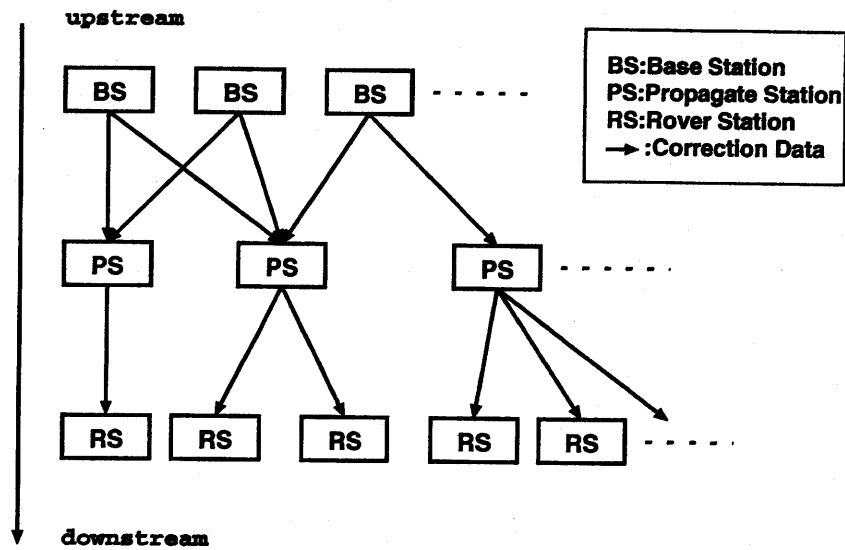 upstream
BS BS BS
BS:Base Station
PS:Propagate Station
RS:Rover Station
:Correction Data
PS PS PS
RS RS RS RS RS
downstream